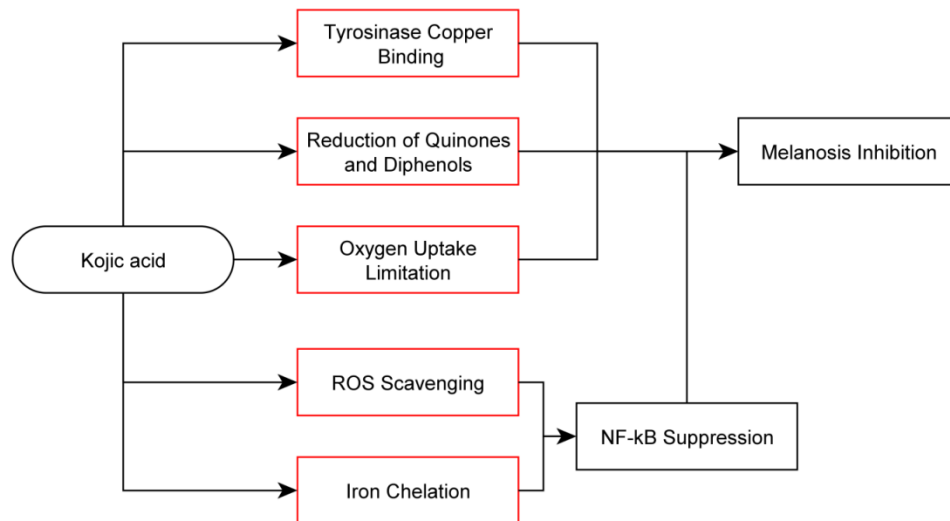 Tyrosinase Copper
Binding
Reduction of Quinones
and Diphenols
Melanosis Inhibition
Kojic acid
Oxygen Uptake
Limitation
ROS Scavenging
NF-kB Suppression
Iron Chelation